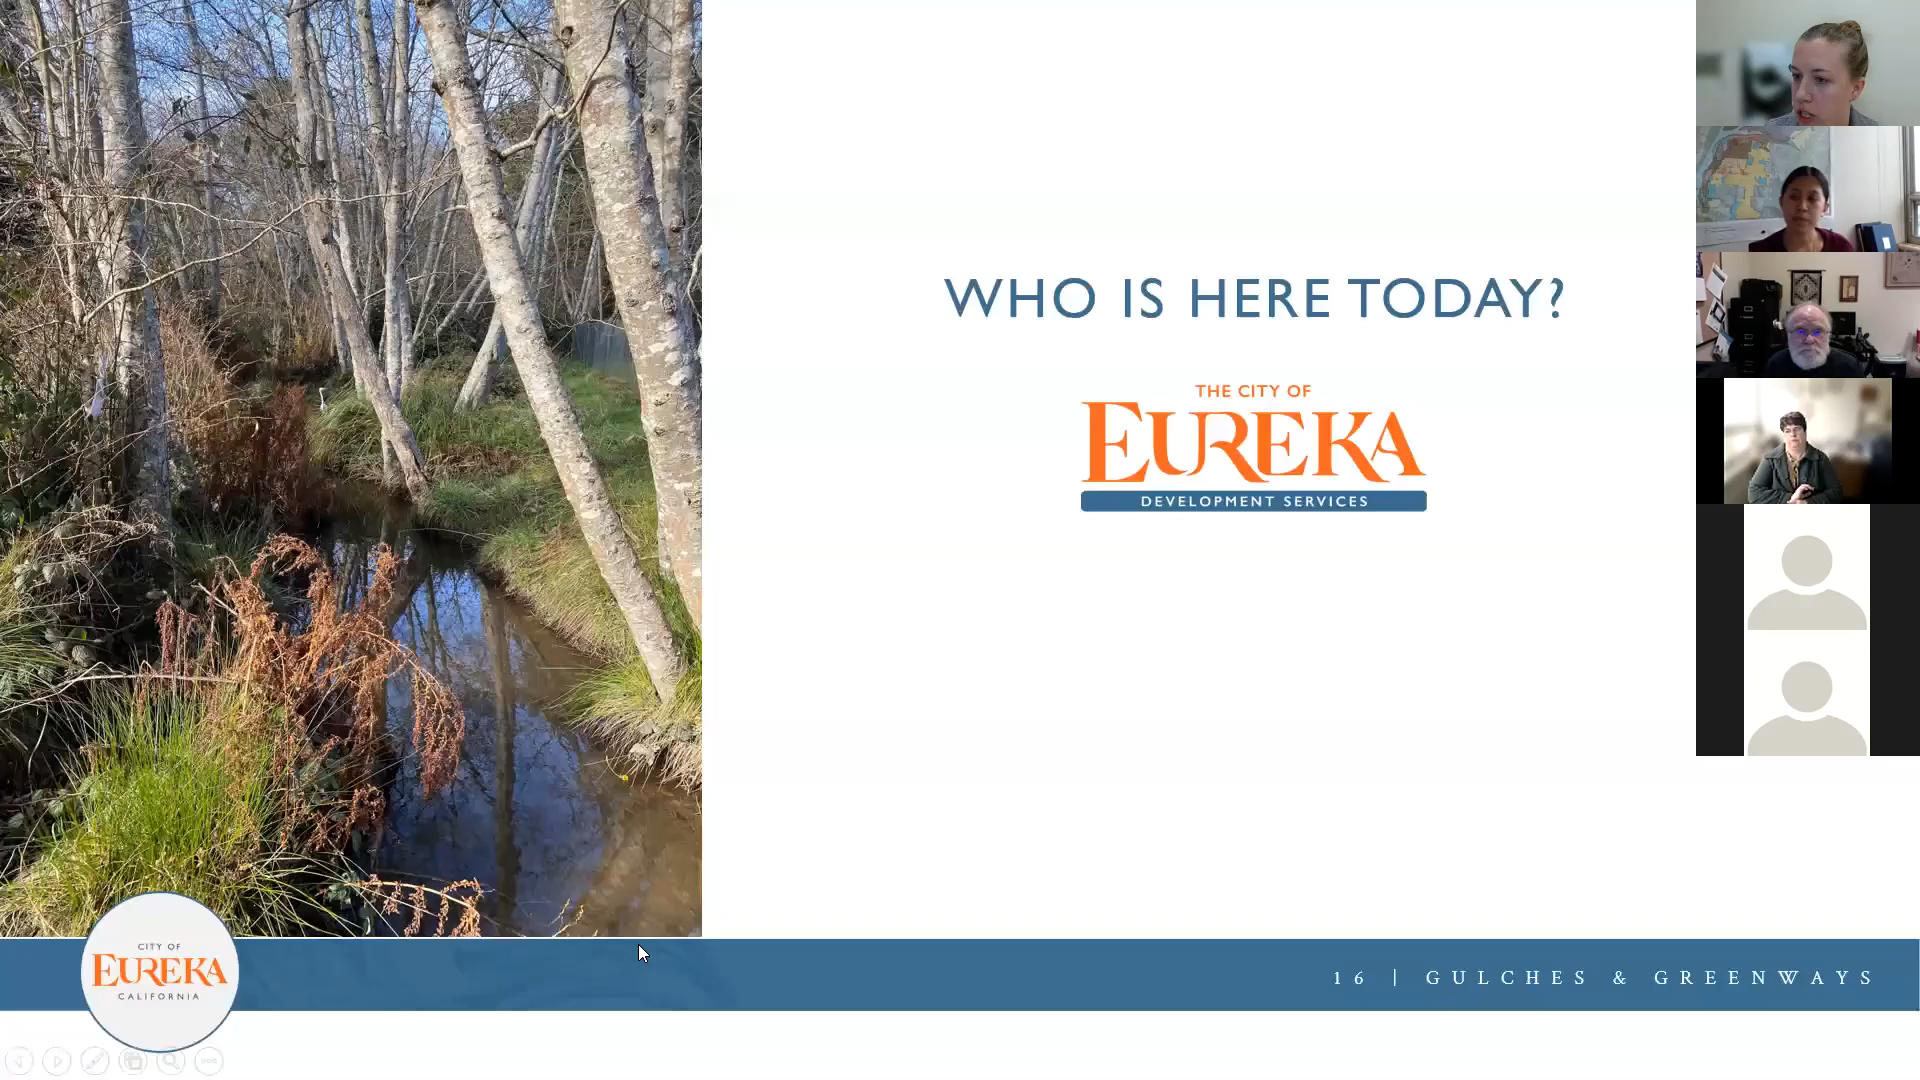 WHO IS HERE TODAY?
THE CITY OF
EUREKA
DEVELOPMENT SERVICES
CITY OF
EUREKA
CALIFORNIA
16 | GULCHES & GREENWAYS